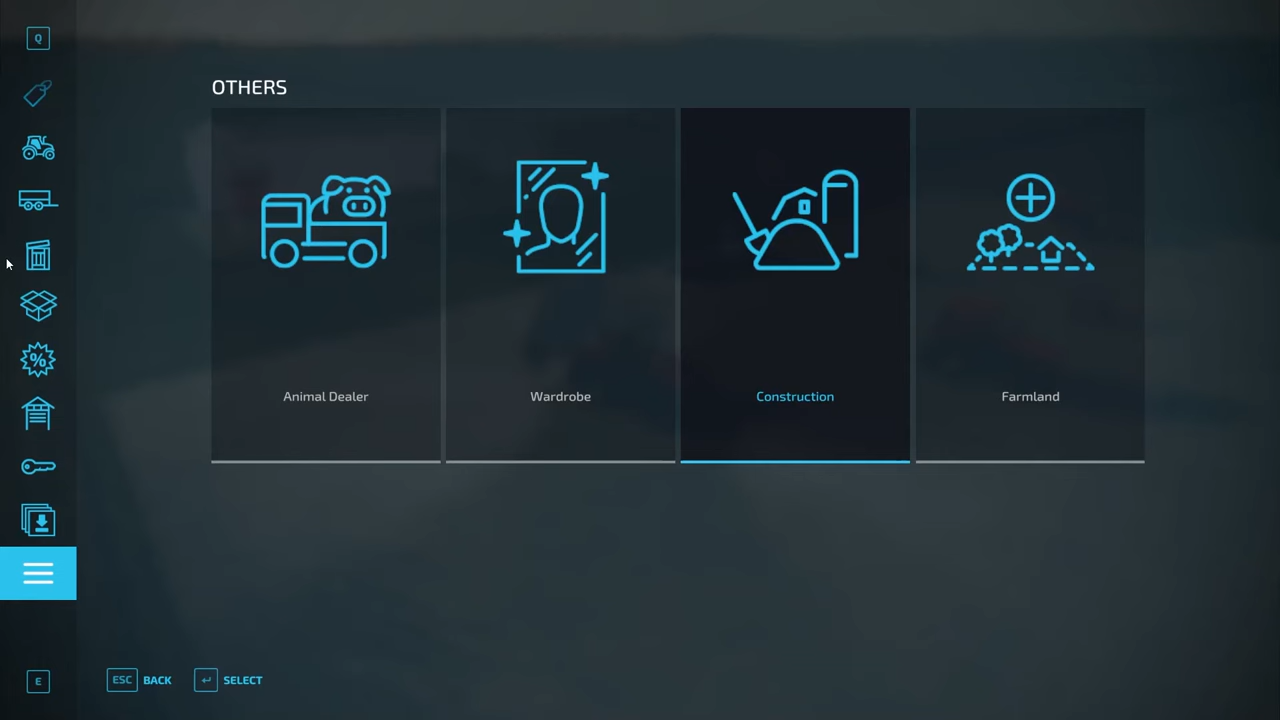 Q
OTHERS
Animal Dealer
Wardrobe
Construction
Farmland
%
E
ESC BACK
SELECT